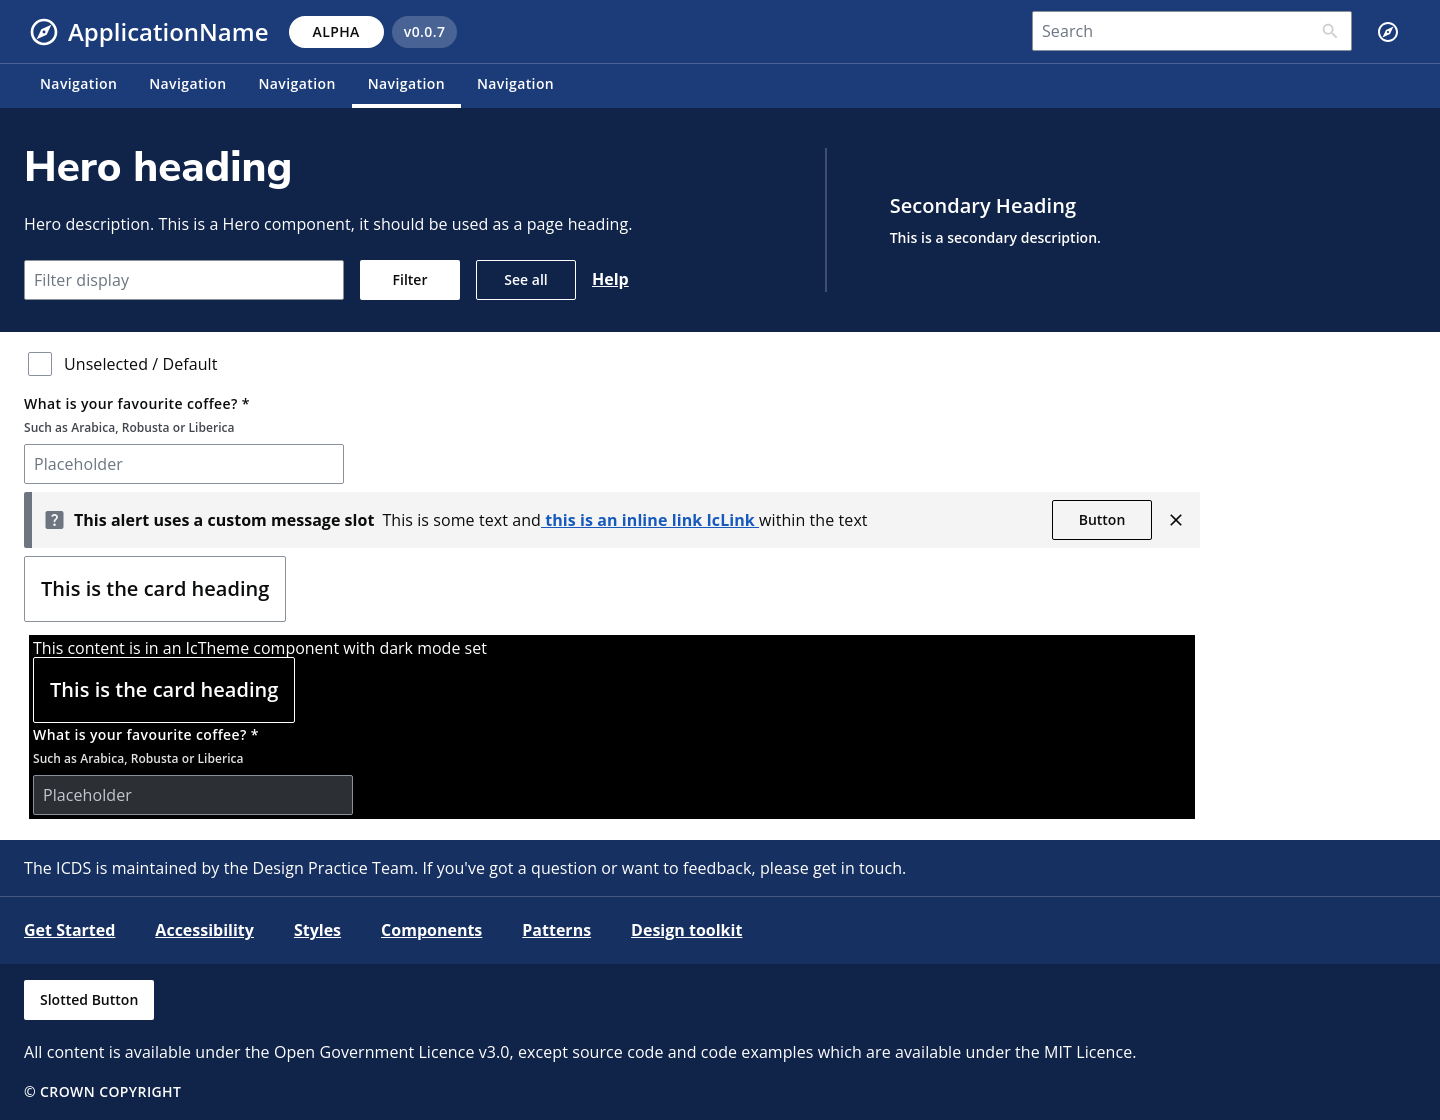 ApplicationName ALPHA v0.0.7 Search
Navigation Navigation Navigation Navigation Navigation
Hero heading
Hero description. This is a Hero component, it should be used as a page heading.
Filter display Filter See all Help
Secondary Heading
This is a secondary description.
Unselected / Default
What is your favourite coffee? *
Such as Arabica, Robusta or Liberica
Placeholder
This alert uses a custom message slot This is some text and this is an inline link IcLink within the text Button
This is the card heading
This content is in an IcTheme component with dark mode set
This is the card heading
What is your favourite coffee? *
Such as Arabica, Robusta or Liberica
Placeholder
The ICDS is maintained by the Design Practice Team. If you've got a question or want to feedback, please get in touch.
Get Started Accessibility Styles Components Patterns Design toolkit
Slotted Button
All content is available under the Open Government Licence v3.0, except source code and code examples which are available under the MIT Licence.
© CROWN COPYRIGHT